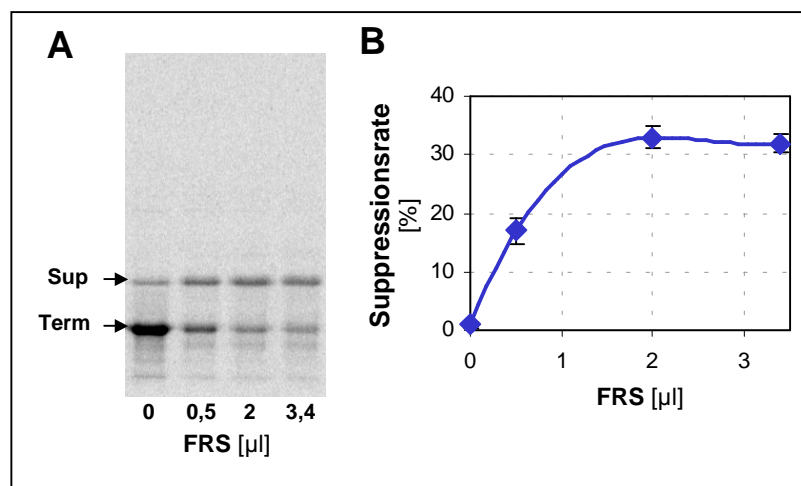 A
Sup
Term
0 0,5 2 3,4
FRS [µl]
B
Suppressionsrate
[%]
40
30
20
10
0
0 1 2 3
FRS [µl]